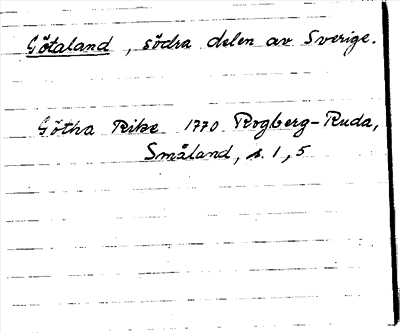 Götaland, södra delen av Sverige.
Götha Rike 1770 Rogberg-Ruda,
Småland, s. 1, 5